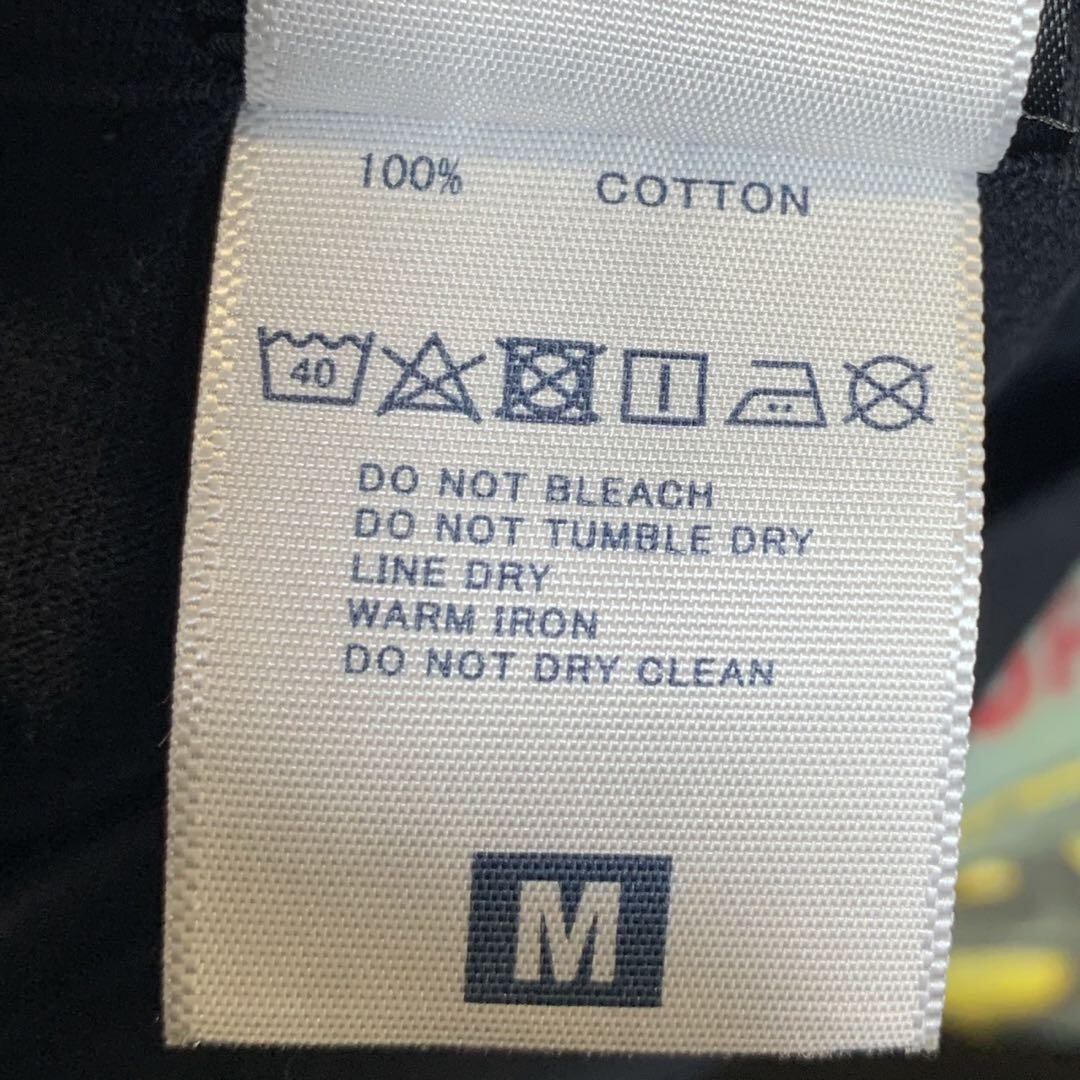 100% COTTON
40
DO NOT BLEACH
DO NOT TUMBLE DRY
LINE DRY
WARM IRON
DO NOT DRY CLEAN
M